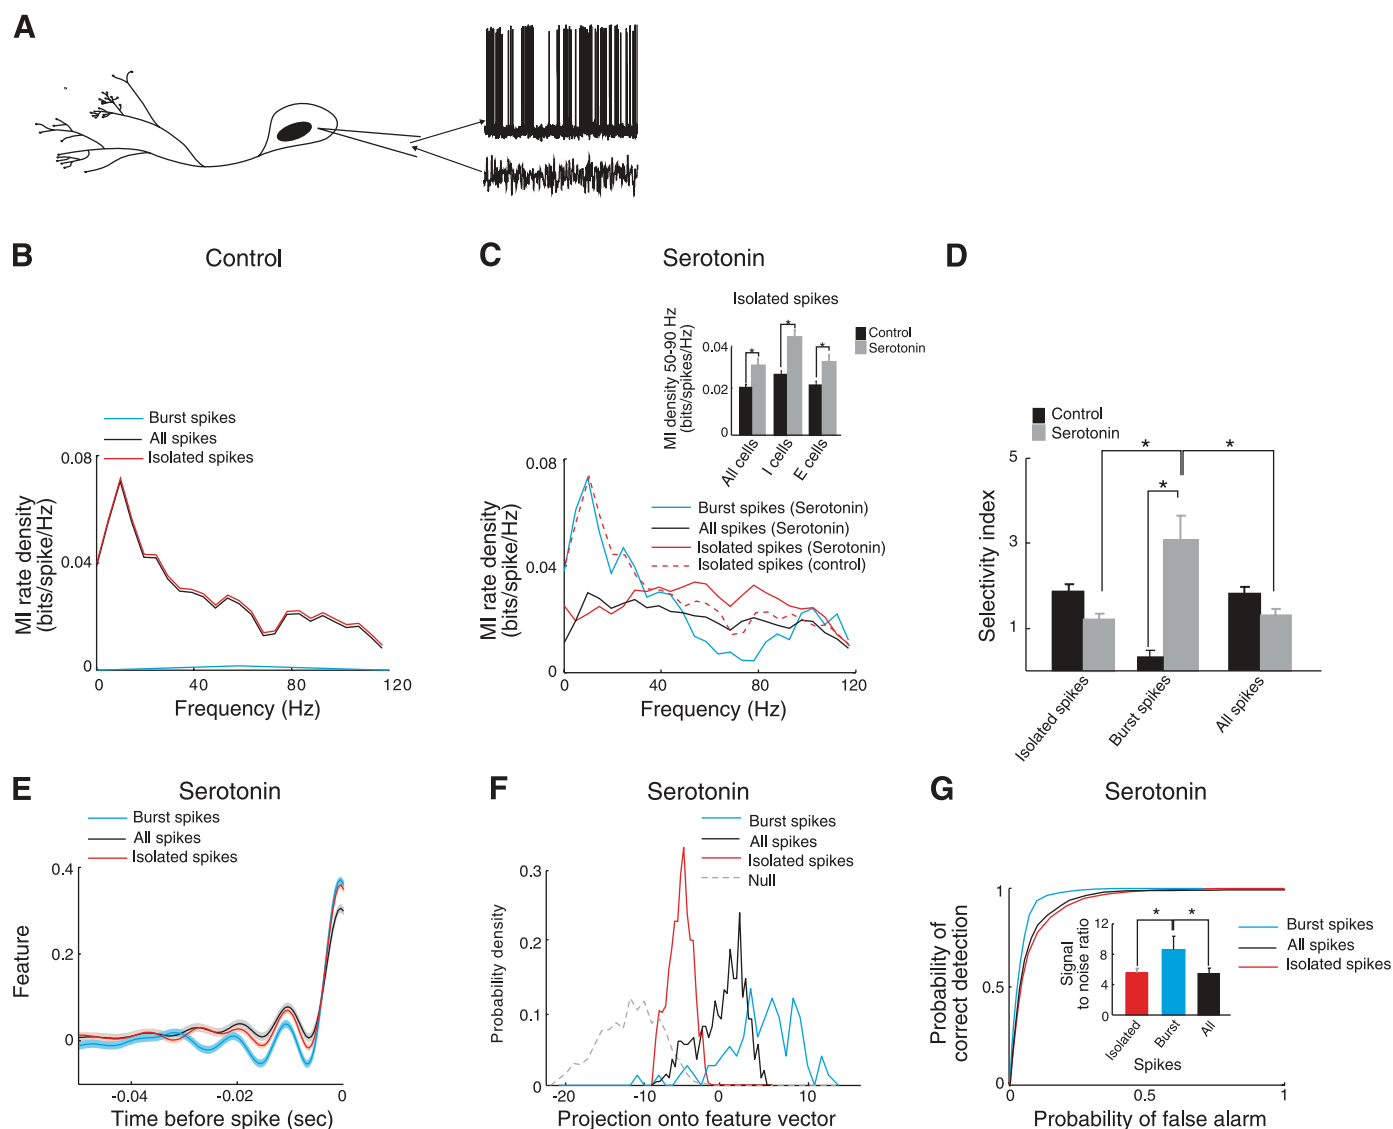 A
B
Control
Burst spikes
All spikes
Isolated spikes
0.08
0.04
0
MI rate density
(bits/spike/Hz)
0
40
80
120
Frequency (Hz)
C
Serotonin
Isolated spikes
MI density 50-90 Hz
(bits/spikes/Hz)
0.04
0.02
0
*
*
*
Control
Serotonin
All cells
I cells
E cells
Burst spikes (Serotonin)
All spikes (Serotonin)
Isolated spikes (Serotonin)
Isolated spikes (control)
0.08
0.04
0
MI rate density
(bits/spike/Hz)
0
40
80
120
Frequency (Hz)
D
Control
Serotonin
5
3
1
Selectivity index
*
*
*
Isolated spikes
Burst spikes
All spikes
E
Serotonin
Burst spikes
All spikes
Isolated spikes
0.4
0.2
0
Feature
-0.04
-0.02
0
Time before spike (sec)
F
Serotonin
Burst spikes
All spikes
Isolated spikes
Null
0.3
0.2
0.1
0
Probability density
-20
-10
0
10
Projection onto feature vector
G
Serotonin
1
0.5
0
Probability of
correct detection
12
8
4
0
Signal
to noise ratio
*
*
Isolated
Burst
All
Spikes
Burst spikes
All spikes
Isolated spikes
0
0.5
1
Probability of false alarm